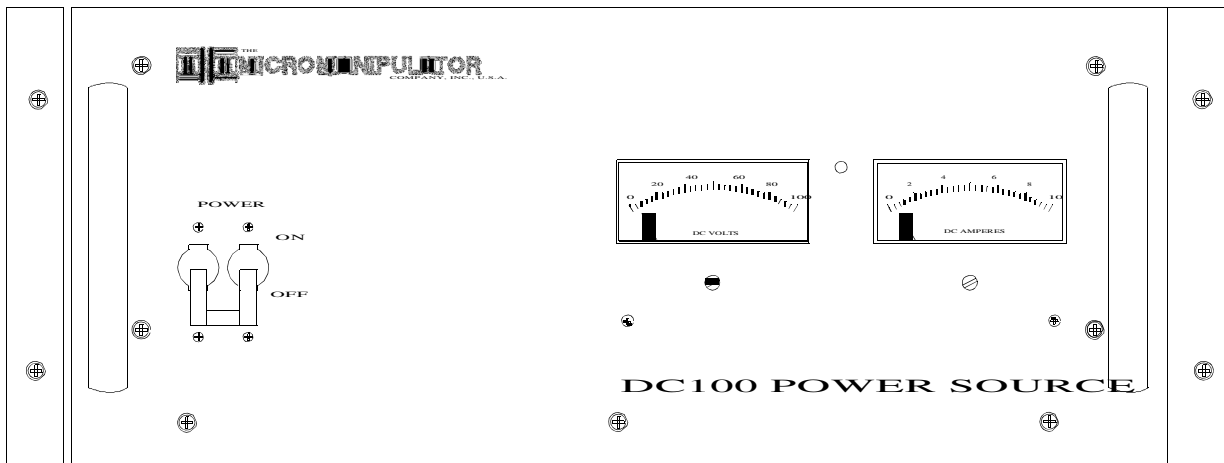 THE
MICROMANIPULATOR
COMPANY, INC., U.S.A.
POWER
ON
OFF
0 20 40 60 80 100
DC VOLTS
0 2 4 6 8 10
DC AMPERES
DC100 POWER SOURCE